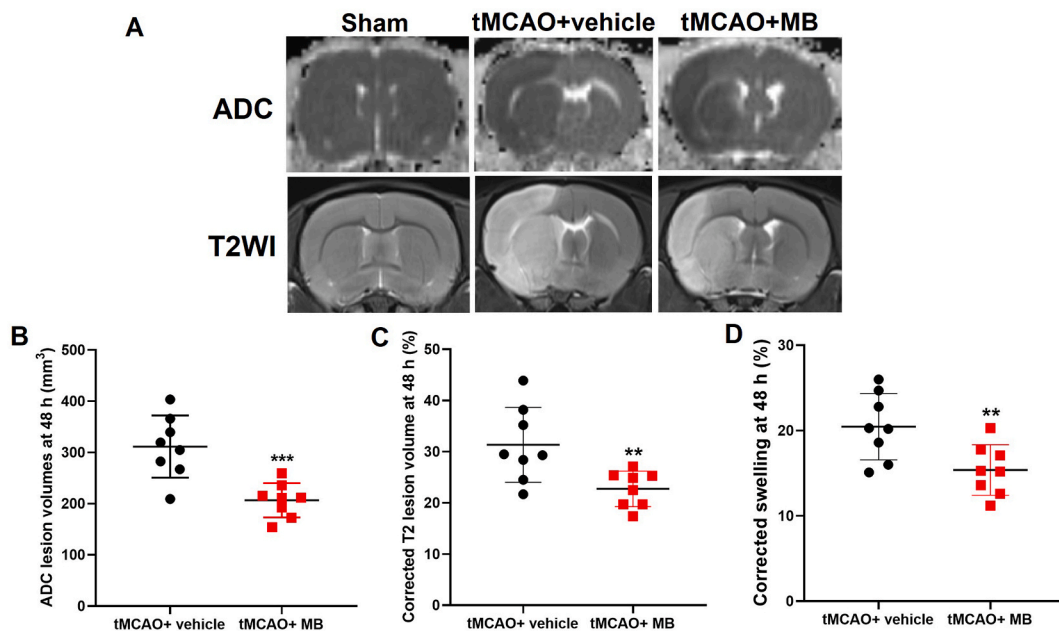 A
Sham
tMCAO+vehicle
tMCAO+MB
ADC
T2WI
B
ADC lesion volumes at 48 h (mm³)
500
400
300
200
100
0
***
tMCAO+ vehicle
tMCAO+ MB
C
Corrected T2 lesion volume at 48 h (%)
50
40
30
20
10
0
**
tMCAO+ vehicle
tMCAO+ MB
D
Corrected swelling at 48 h (%)
30
20
10
0
**
tMCAO+ vehicle
tMCAO+ MB